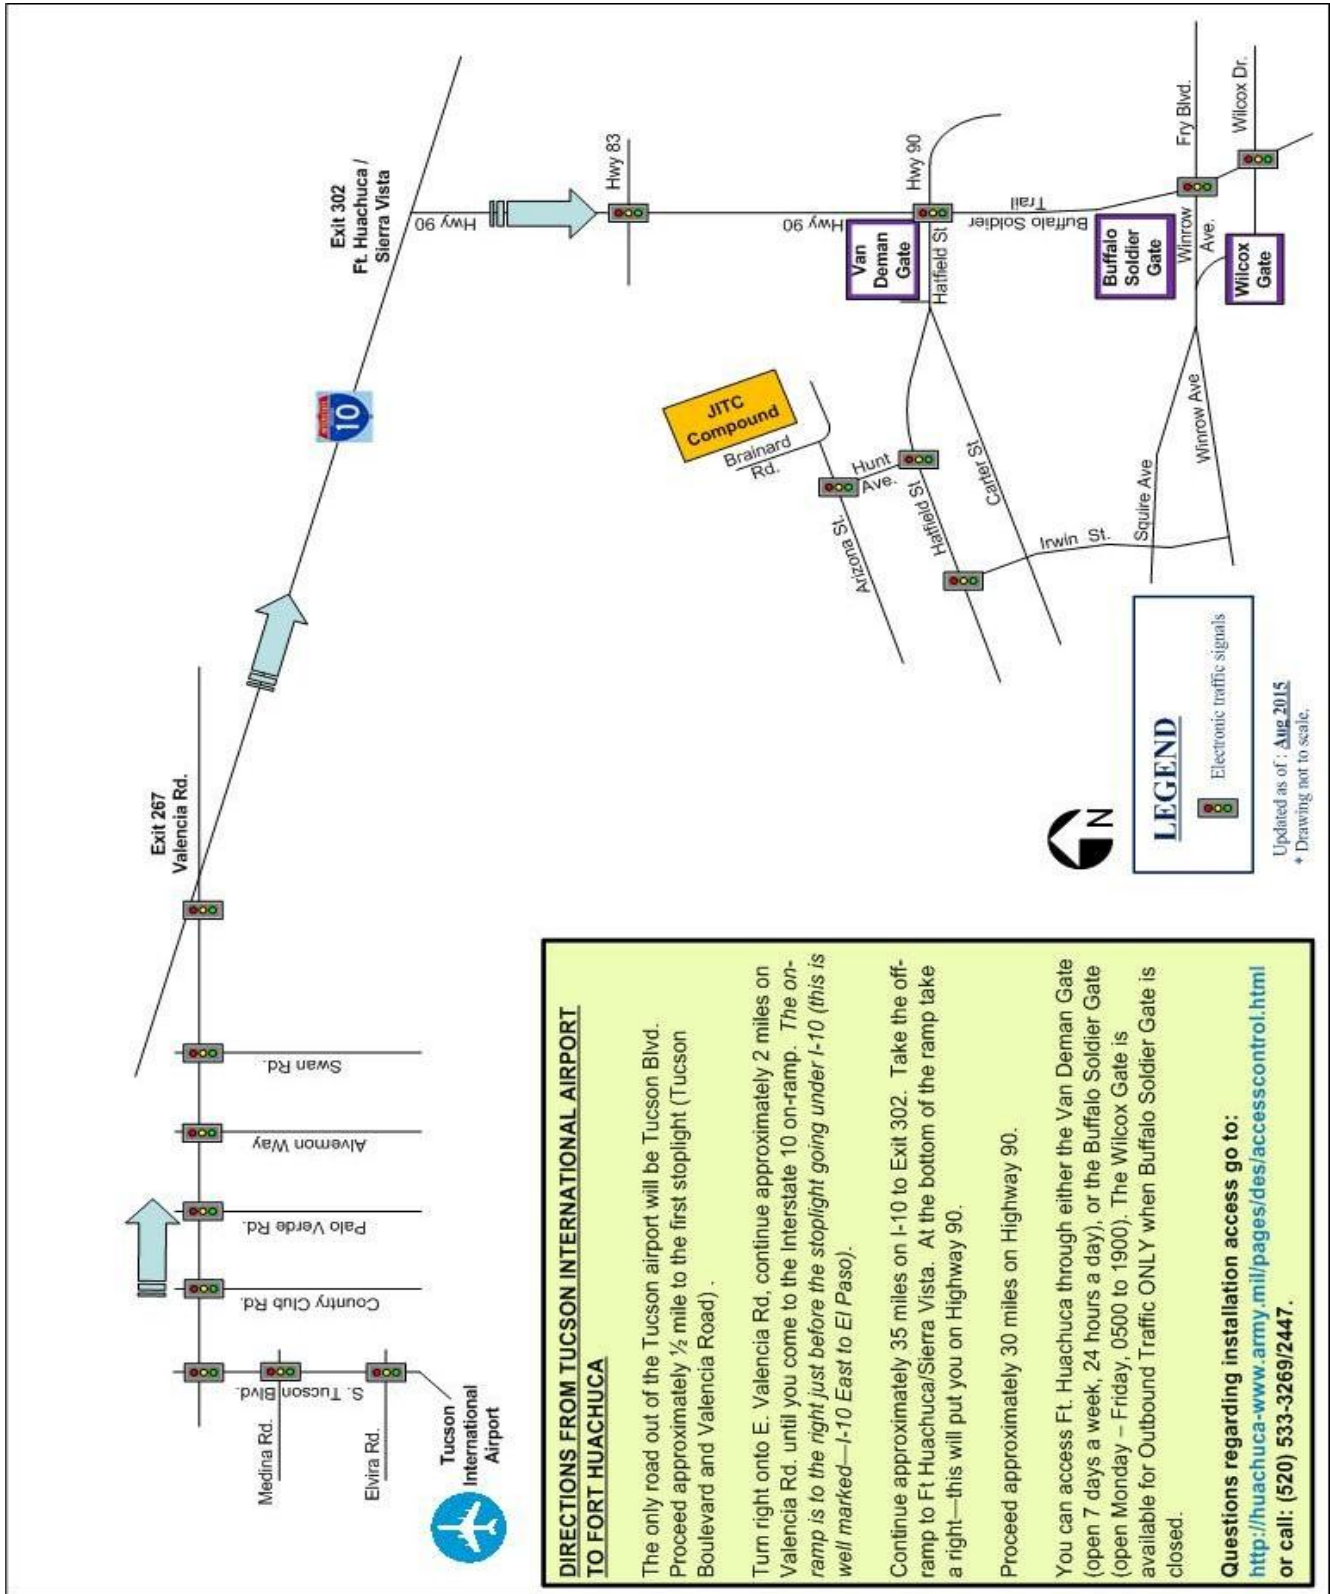 Exit 267
Valencia Rd.
Exit 302
Ft. Huachuca /
Sierra Vista
INTERSTATE
10
Hwy 90
Hwy 83
Hwy 90
Hwy 90
Swan Rd.
Alvernon Way
Palo Verde Rd.
Country Club Rd.
S. Tucson Blvd.
Medina Rd.
Elvira Rd.
Tucson
International
Airport
Van
Deman
Gate
Hatfield St
Buffalo Soldier
Trail
Buffalo
Soldier
Gate
Winrow
Ave.
Fry Blvd.
Wilcox Dr.
Wilcox
Gate
JITC
Compound
Brainard
Rd.
Hunt
Ave.
Arizona St.
Hatfield St
Carter St
Irwin St.
Squire Ave
Winrow Ave
N
LEGEND
Electronic traffic signals
Updated as of : Aug 2015
* Drawing not to scale.
DIRECTIONS FROM TUCSON INTERNATIONAL AIRPORT
TO FORT HUACHUCA
The only road out of the Tucson airport will be Tucson Blvd.
Proceed approximately ½ mile to the first stoplight (Tucson
Boulevard and Valencia Road) .
Turn right onto E. Valencia Rd, continue approximately 2 miles on
Valencia Rd. until you come to the Interstate 10 on-ramp. The on-
ramp is to the right just before the stoplight going under I-10 (this is
well marked—I-10 East to El Paso).
Continue approximately 35 miles on I-10 to Exit 302. Take the off-
ramp to Ft Huachuca/Sierra Vista. At the bottom of the ramp take
a right—this will put you on Highway 90.
Proceed approximately 30 miles on Highway 90.
You can access Ft. Huachuca through either the Van Deman Gate
(open 7 days a week, 24 hours a day), or the Buffalo Soldier Gate
(open Monday – Friday, 0500 to 1900). The Wilcox Gate is
available for Outbound Traffic ONLY when Buffalo Soldier Gate is
closed.
Questions regarding installation access go to:
http://huachuca-www.army.mil/pages/des/accesscontrol.html
or call: (520) 533-3269/2447.